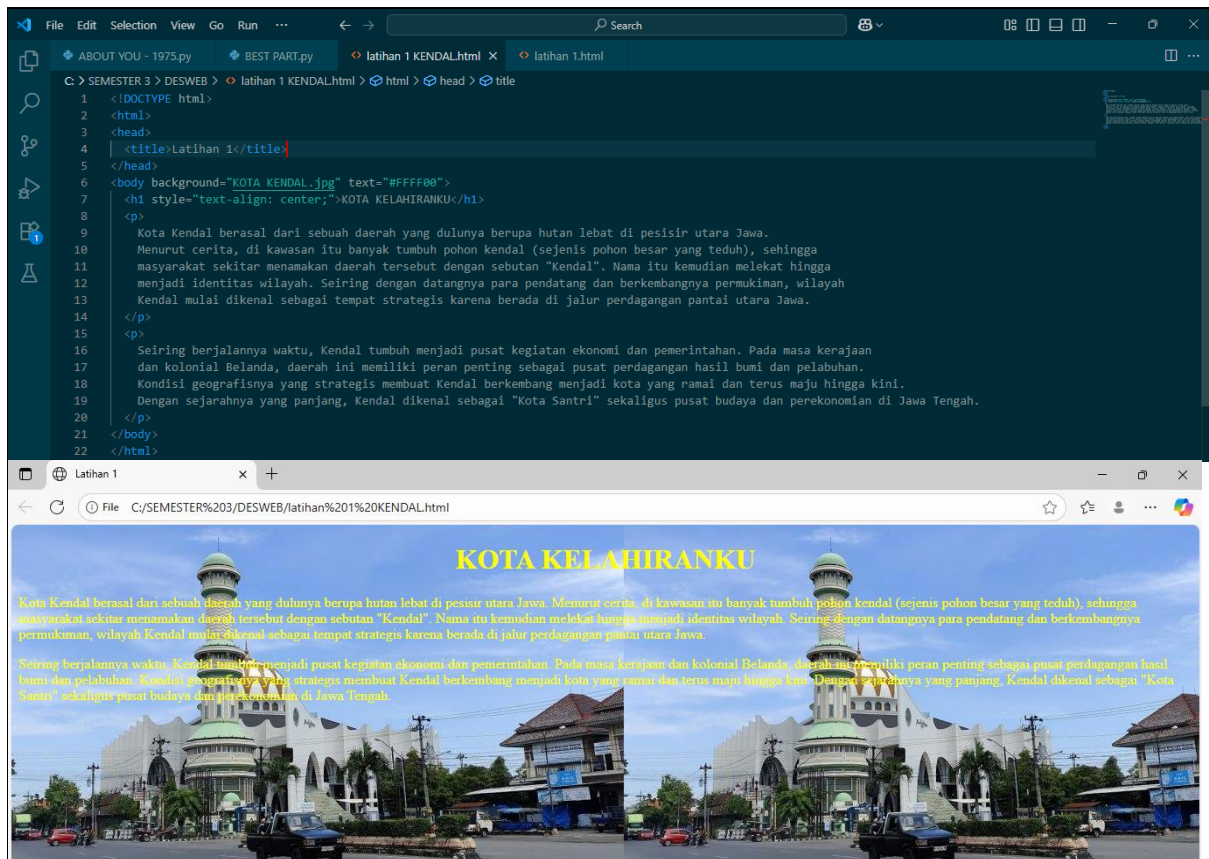 File Edit Selection View Go Run ··· ← → Search
ABOUT YOU - 1975.py BEST PART.py <> latihan 1 KENDAL.html × <> latihan 1.html
C: > SEMESTER 3 > DESWEB > <> latihan 1 KENDAL.html > html > head > title
1 <!DOCTYPE html>
2 <html>
3 <head>
4 <title>Latihan 1</title>
5 </head>
6 <body background="KOTA KENDAL.jpg" text="#FFFF00">
7 <h1 style="text-align: center;">KOTA KELAHIRANKU</h1>
8 <p>
9 Kota Kendal berasal dari sebuah daerah yang dulunya berupa hutan lebat di pesisir utara Jawa.
10 Menurut cerita, di kawasan itu banyak tumbuh pohon kendal (sejenis pohon besar yang teduh), sehingga
11 masyarakat sekitar menamakan daerah tersebut dengan sebutan "Kendal". Nama itu kemudian melekat hingga
12 menjadi identitas wilayah. Seiring dengan datangnya para pendatang dan berkembangnya permukiman, wilayah
13 Kendal mulai dikenal sebagai tempat strategis karena berada di jalur perdagangan pantai utara Jawa.
14 </p>
15 <p>
16 Seiring berjalannya waktu, Kendal tumbuh menjadi pusat kegiatan ekonomi dan pemerintahan. Pada masa kerajaan
17 dan kolonial Belanda, daerah ini memiliki peran penting sebagai pusat perdagangan hasil bumi dan pelabuhan.
18 Kondisi geografisnya yang strategis membuat Kendal berkembang menjadi kota yang ramai dan terus maju hingga kini.
19 Dengan sejarahnya yang panjang, Kendal dikenal sebagai "Kota Santri" sekaligus pusat budaya dan perekonomian di Jawa Tengah.
20 </p>
21 </body>
22 </html>
1
Latihan 1 × +
File C:/SEMESTER%203/DESWEB/latihan%201%20KENDAL.html
KOTA KELAHIRANKU
Kota Kendal berasal dari sebuah daerah yang dulunya berupa hutan lebat di pesisir utara Jawa. Menurut cerita, di kawasan itu banyak tumbuh pohon kendal (sejenis pohon besar yang teduh), sehingga
masyarakat sekitar menamakan daerah tersebut dengan sebutan "Kendal". Nama itu kemudian melekat hingga menjadi identitas wilayah. Seiring dengan datangnya para pendatang dan berkembangnya
permukiman, wilayah Kendal mulai dikenal sebagai tempat strategis karena berada di jalur perdagangan pantai utara Jawa.
Seiring berjalannya waktu, Kendal tumbuh menjadi pusat kegiatan ekonomi dan pemerintahan. Pada masa kerajaan dan kolonial Belanda, daerah ini memiliki peran penting sebagai pusat perdagangan hasil
bumi dan pelabuhan. Kondisi geografisnya yang strategis membuat Kendal berkembang menjadi kota yang ramai dan terus maju hingga kini. Dengan sejarahnya yang panjang, Kendal dikenal sebagai "Kota
Santri" sekaligus pusat budaya dan perekonomian di Jawa Tengah.